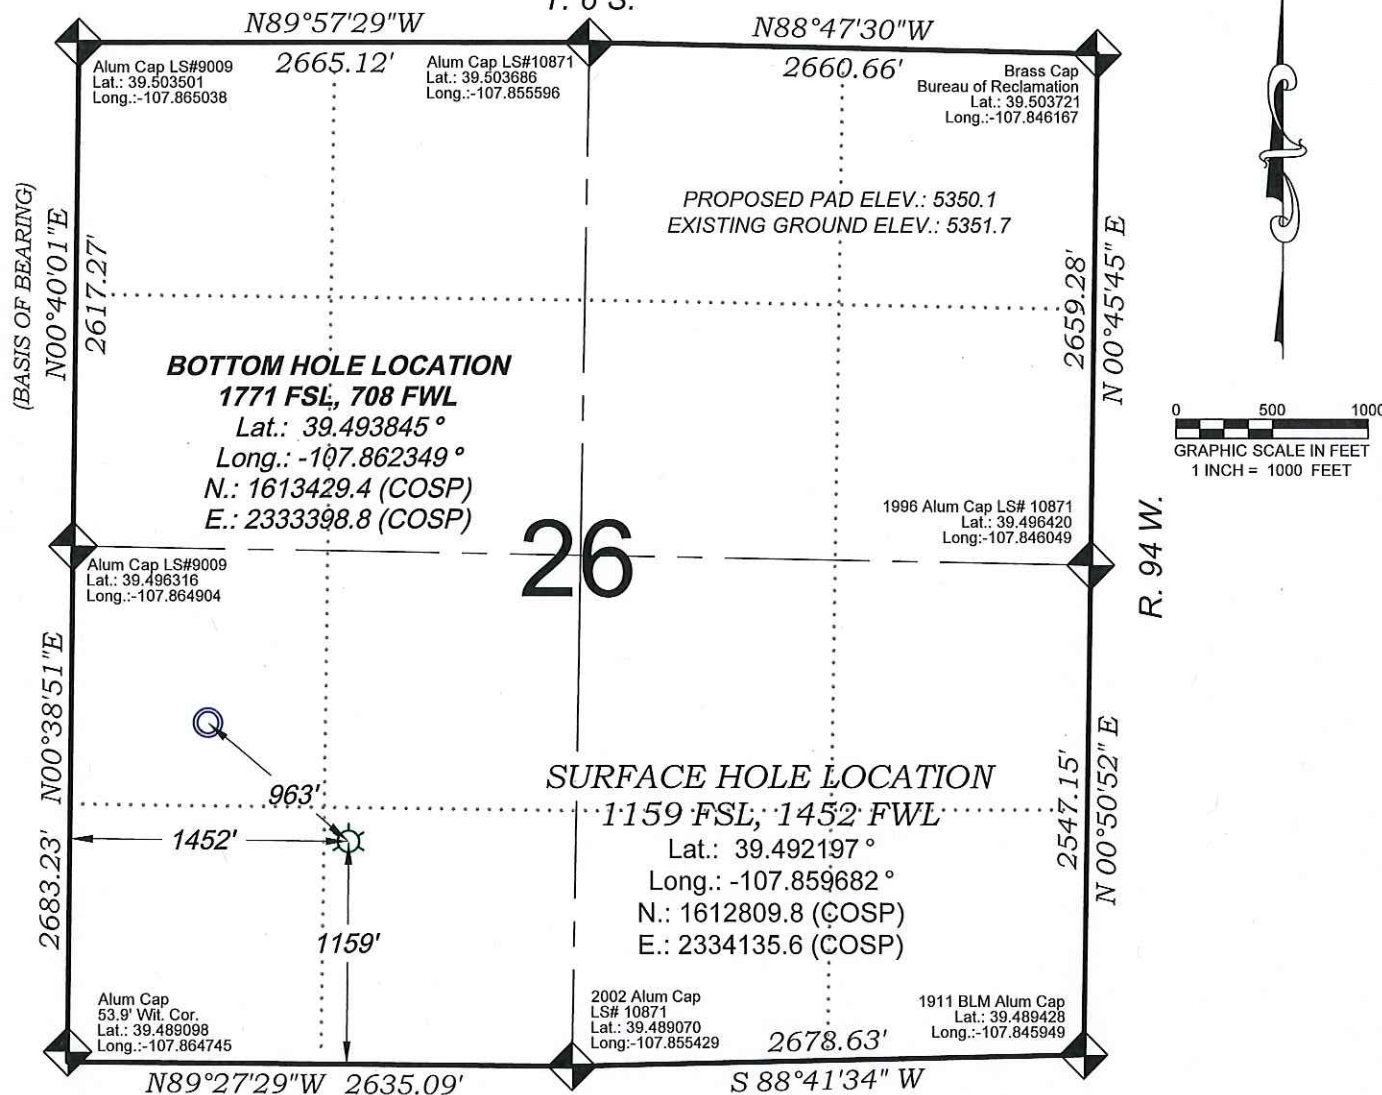 T. 6 S.
N89°57'29"W
N88°47'30"W
2665.12'
2660.66'
Alum Cap LS#9009
Lat.: 39.503501
Long.:-107.865038
Alum Cap LS#10871
Lat.: 39.503686
Long.:-107.855596
Brass Cap
Bureau of Reclamation
Lat.: 39.503721
Long.:-107.846167
PROPOSED PAD ELEV.: 5350.1
EXISTING GROUND ELEV.: 5351.7
(BASIS OF BEARING)
N00°40'01"E
2617.27'
2659.28'
N 00°45'45" E
BOTTOM HOLE LOCATION
1771 FSL, 708 FWL
Lat.: 39.493845°
Long.: -107.862349°
N.: 1613429.4 (COSP)
E.: 2333398.8 (COSP)
0 500 1000
GRAPHIC SCALE IN FEET
1 INCH = 1000 FEET
1996 Alum Cap LS# 10871
Lat.: 39.496420
Long:-107.846049
26
R. 94 W.
Alum Cap LS#9009
Lat.: 39.496316
Long.:-107.864904
N00°38'51"E
2683.23'
963'
1452'
1159'
SURFACE HOLE LOCATION
1159 FSL, 1452 FWL
Lat.: 39.492197°
Long.: -107.859682°
N.: 1612809.8 (COSP)
E.: 2334135.6 (COSP)
2547.15'
N 00°50'52" E
Alum Cap
53.9' Wit. Cor.
Lat.: 39.489098
Long.:-107.864745
2002 Alum Cap
LS# 10871
Lat.: 39.489070
Long:-107.855429
1911 BLM Alum Cap
Lat.: 39.489428
Long.:-107.845949
2678.63'
N89°27'29"W 2635.09'
S 88°41'34" W